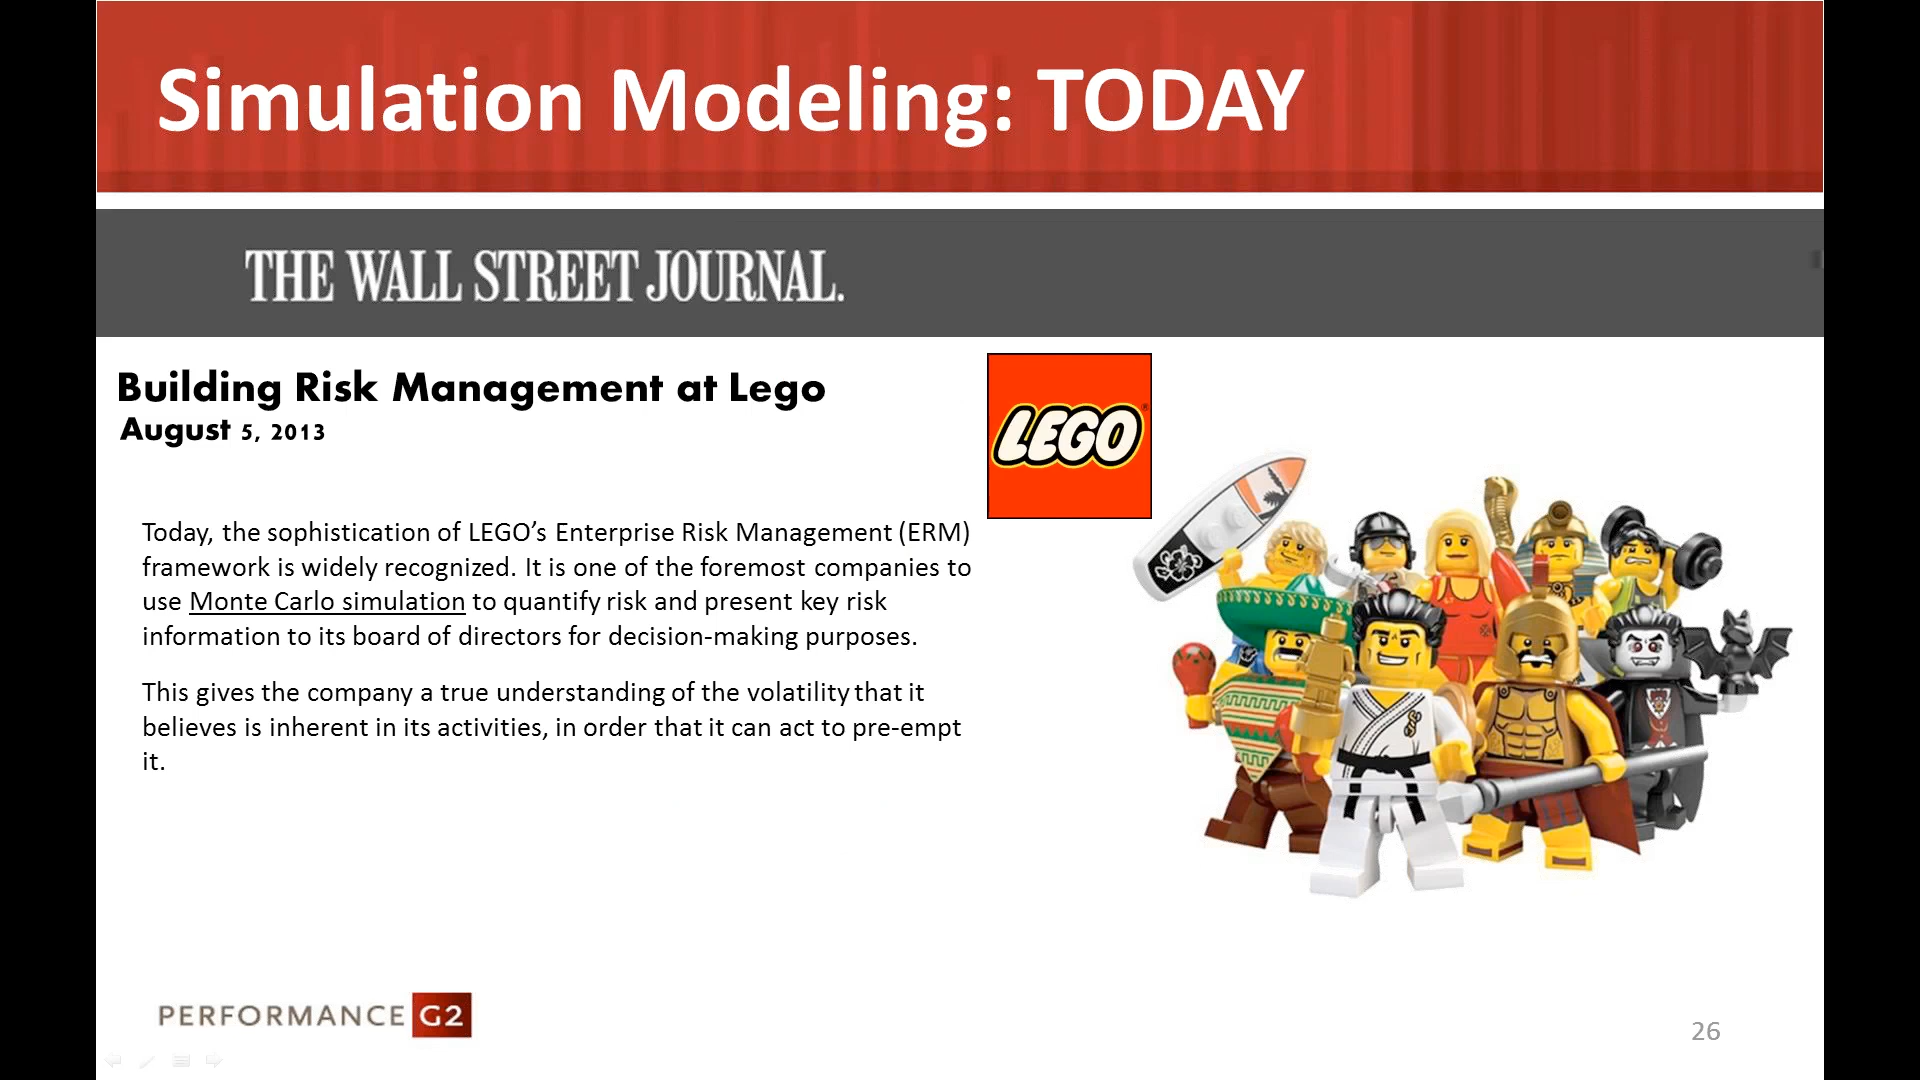 Simulation Modeling: TODAY
THE WALL STREET JOURNAL.
Building Risk Management at Lego
August 5, 2013
LEGO®
Today, the sophistication of LEGO’s Enterprise Risk Management (ERM)
framework is widely recognized. It is one of the foremost companies to
use Monte Carlo simulation to quantify risk and present key risk
information to its board of directors for decision-making purposes.
This gives the company a true understanding of the volatility that it
believes is inherent in its activities, in order that it can act to pre-empt
it.
PERFORMANCE G2
26